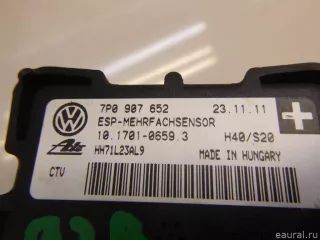 7P0 907 652 23.11.11
ESP-MEHRFACHSENSOR
10.1701-0659.3 H40/S20
Ate HH71L23AL9 MADE IN HUNGARY
CTV
eaural.ru